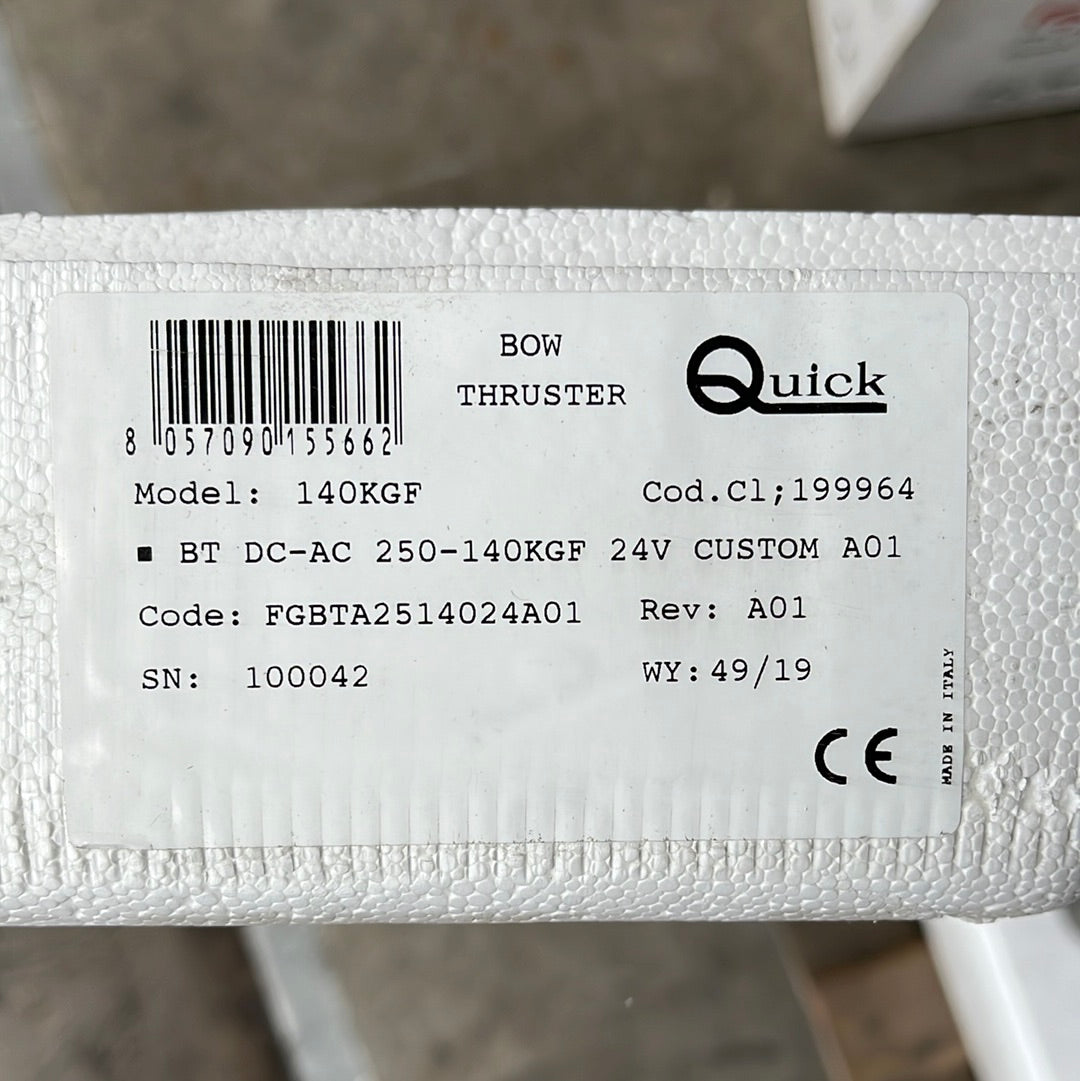 BOW
THRUSTER
Quick
8 057090 155662
Model: 140KGF
Cod.Cl;199964
■ BT DC-AC 250-140KGF 24V CUSTOM A01
Code: FGBTA2514024A01
Rev: A01
SN: 100042
WY: 49/19
CE
MADE IN ITALY